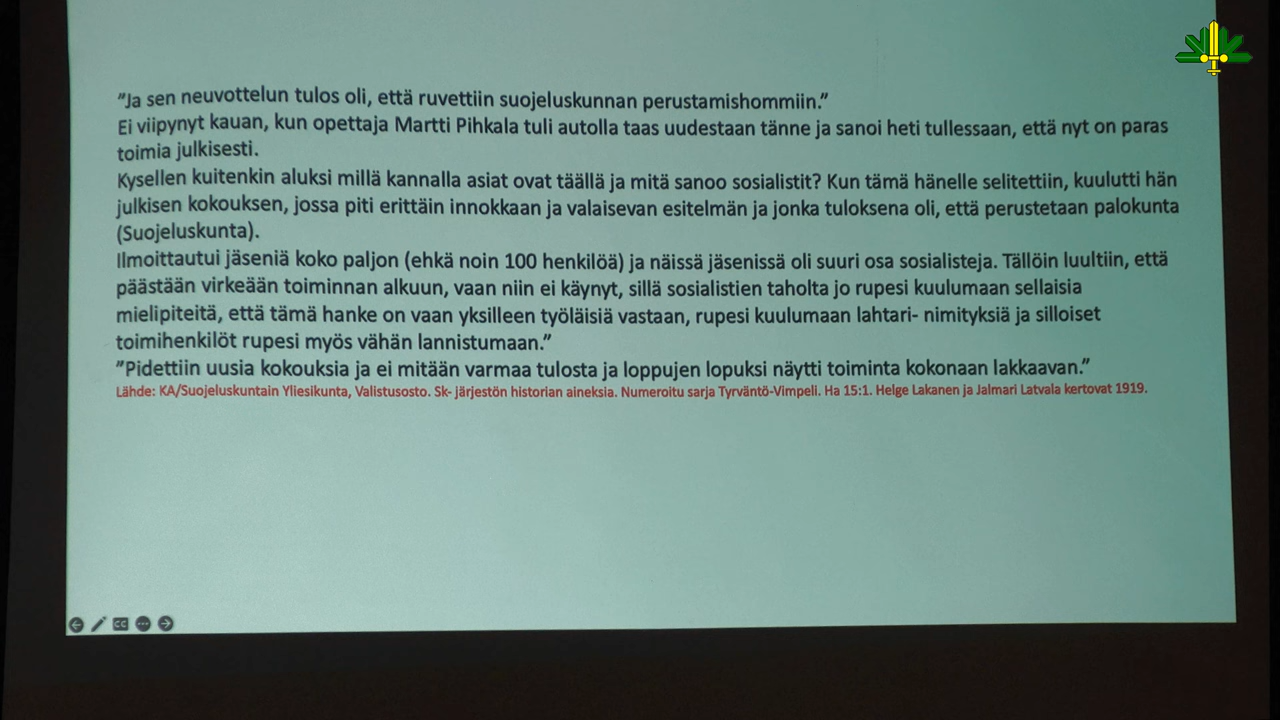 ”Ja sen neuvottelun tulos oli, että ruvettiin suojeluskunnan perustamishommiin.”
Ei viipynyt kauan, kun opettaja Martti Pihkala tuli autolla taas uudestaan tänne ja sanoi heti tullessaan, että nyt on paras
toimia julkisesti.
Kysellen kuitenkin aluksi millä kannalla asiat ovat täällä ja mitä sanoo sosialistit? Kun tämä hänelle selitettiin, kuulutti hän
julkisen kokouksen, jossa piti erittäin innokkaan ja valaisevan esitelmän ja jonka tuloksena oli, että perustetaan palokunta
(Suojeluskunta).
Ilmoittautui jäseniä koko paljon (ehkä noin 100 henkilöä) ja näissä jäsenissä oli suuri osa sosialisteja. Tällöin luultiin, että
päästään virkeään toiminnan alkuun, vaan niin ei käynyt, sillä sosialistien taholta jo rupesi kuulumaan sellaisia
mielipiteitä, että tämä hanke on vaan yksilleen työläisiä vastaan, rupesi kuulumaan lahtari- nimityksiä ja silloiset
toimihenkilöt rupesi myös vähän lannistumaan.”
”Pidettiin uusia kokouksia ja ei mitään varmaa tulosta ja loppujen lopuksi näytti toiminta kokonaan lakkaavan.”
Lähde: KA/Suojeluskuntain Yliesikunta, Valistusosto. Sk- järjestön historian aineksia. Numeroitu sarja Tyrväntö-Vimpeli. Ha 15:1. Helge Lakanen ja Jalmari Latvala kertovat 1919.
CC